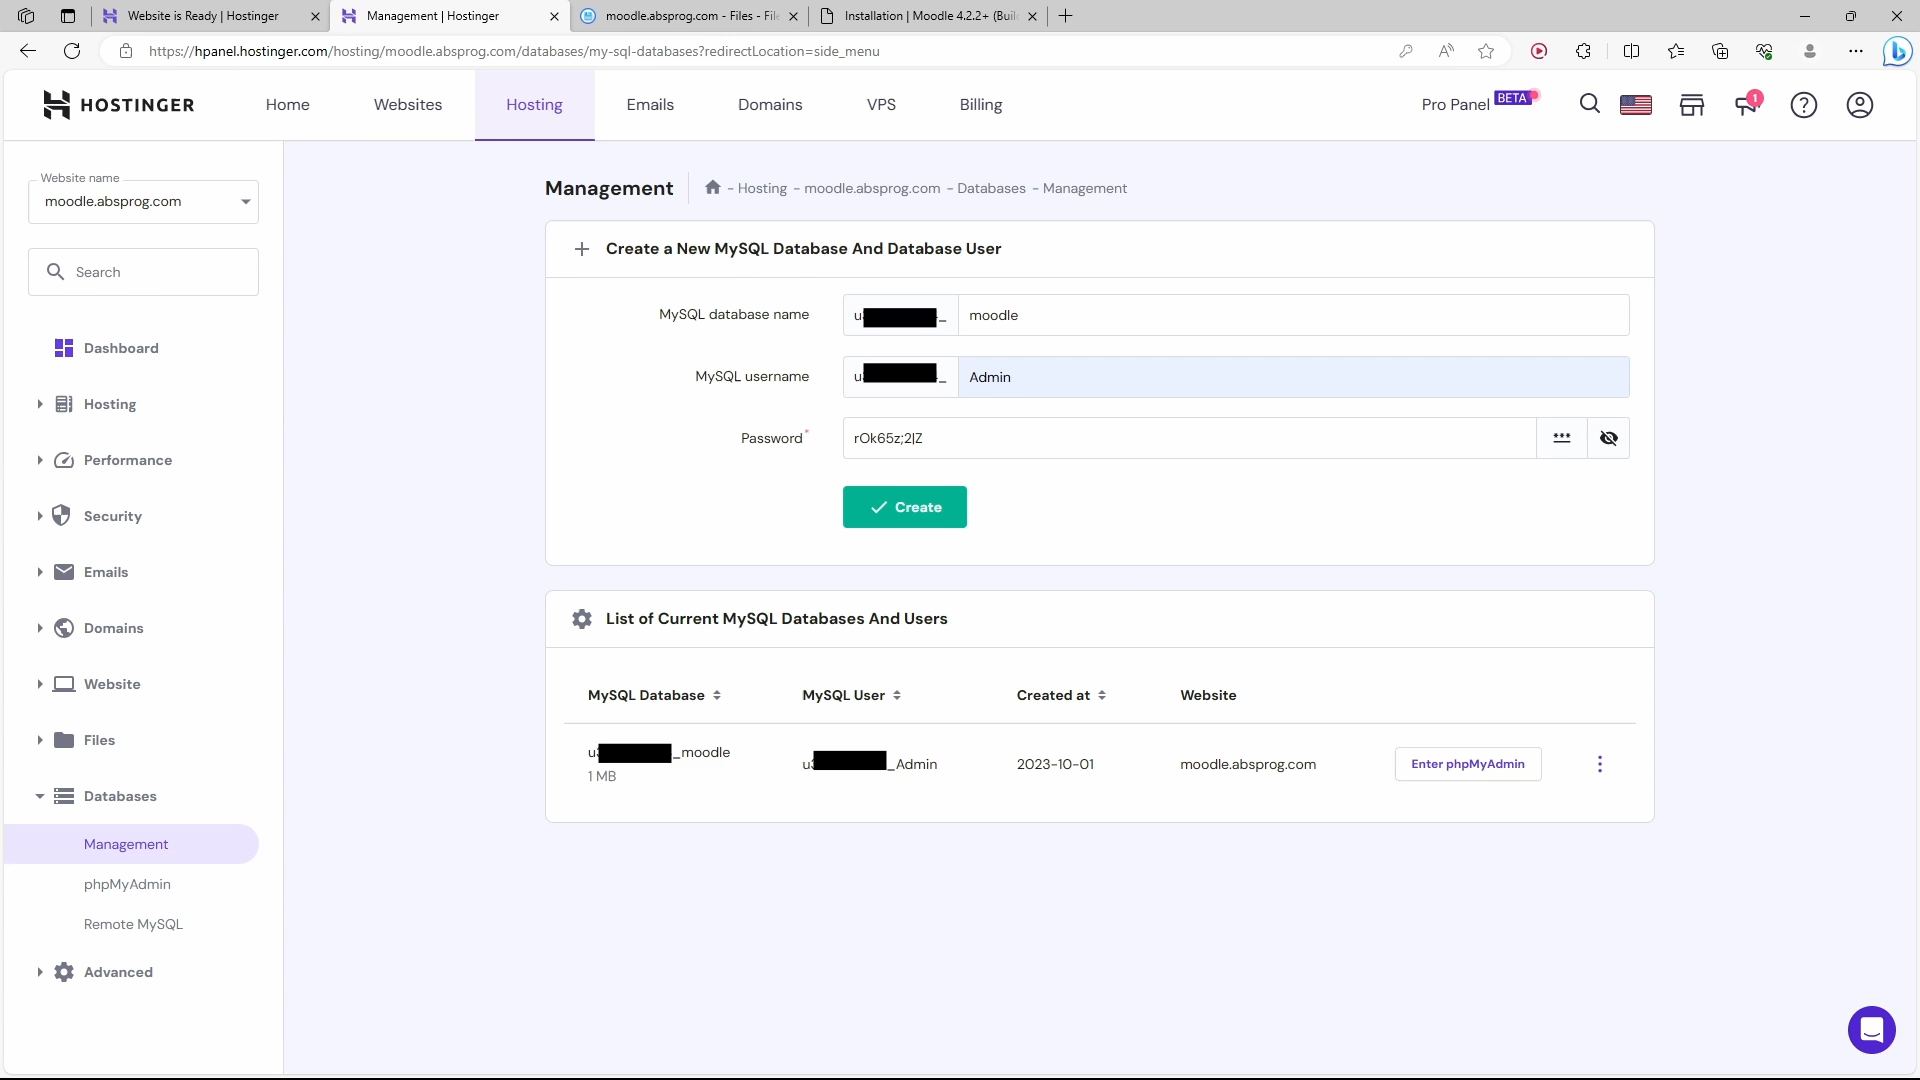 Website is Ready | Hostinger
Management | Hostinger
moodle.absprog.com - Files - File
Installation | Moodle 4.2.2+ (Buil
https://hpanel.hostinger.com/hosting/moodle.absprog.com/databases/my-sql-databases?redirectLocation=side_menu
HOSTINGER
Home
Websites
Hosting
Emails
Domains
VPS
Billing
Pro Panel BETA
1
Website name
moodle.absprog.com
Search
Dashboard
Hosting
Performance
Security
Emails
Domains
Website
Files
Databases
Management
phpMyAdmin
Remote MySQL
Advanced
Management
- Hosting - moodle.absprog.com - Databases - Management
Create a New MySQL Database And Database User
MySQL database name
u _ moodle
MySQL username
u _ Admin
Password*
rOk65z;2|Z
Create
List of Current MySQL Databases And Users
MySQL Database MySQL User Created at Website
u _moodle
1 MB
u _Admin
2023-10-01
moodle.absprog.com
Enter phpMyAdmin